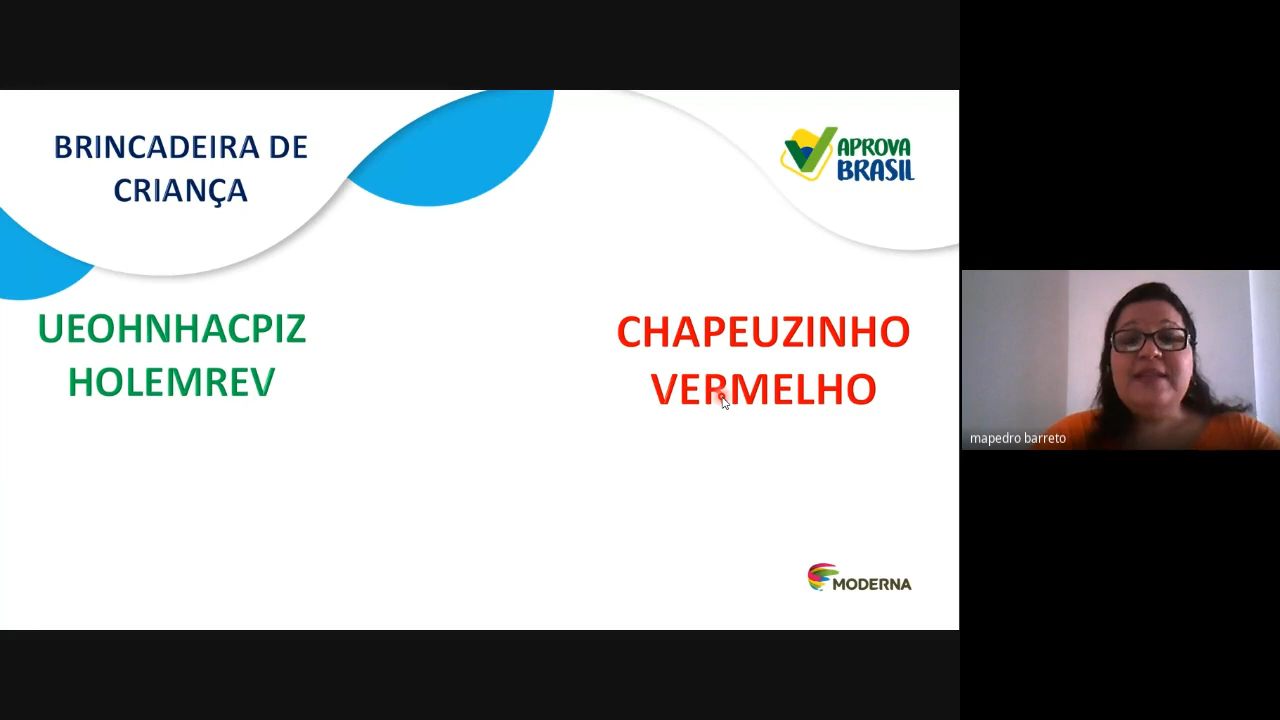 BRINCADEIRA DE
CRIANÇA
APROVA
BRASIL
UEOHNHACPIZ
HOLEMREV
CHAPEUZINHO
VERMELHO
mapedro barreto
MODERNA